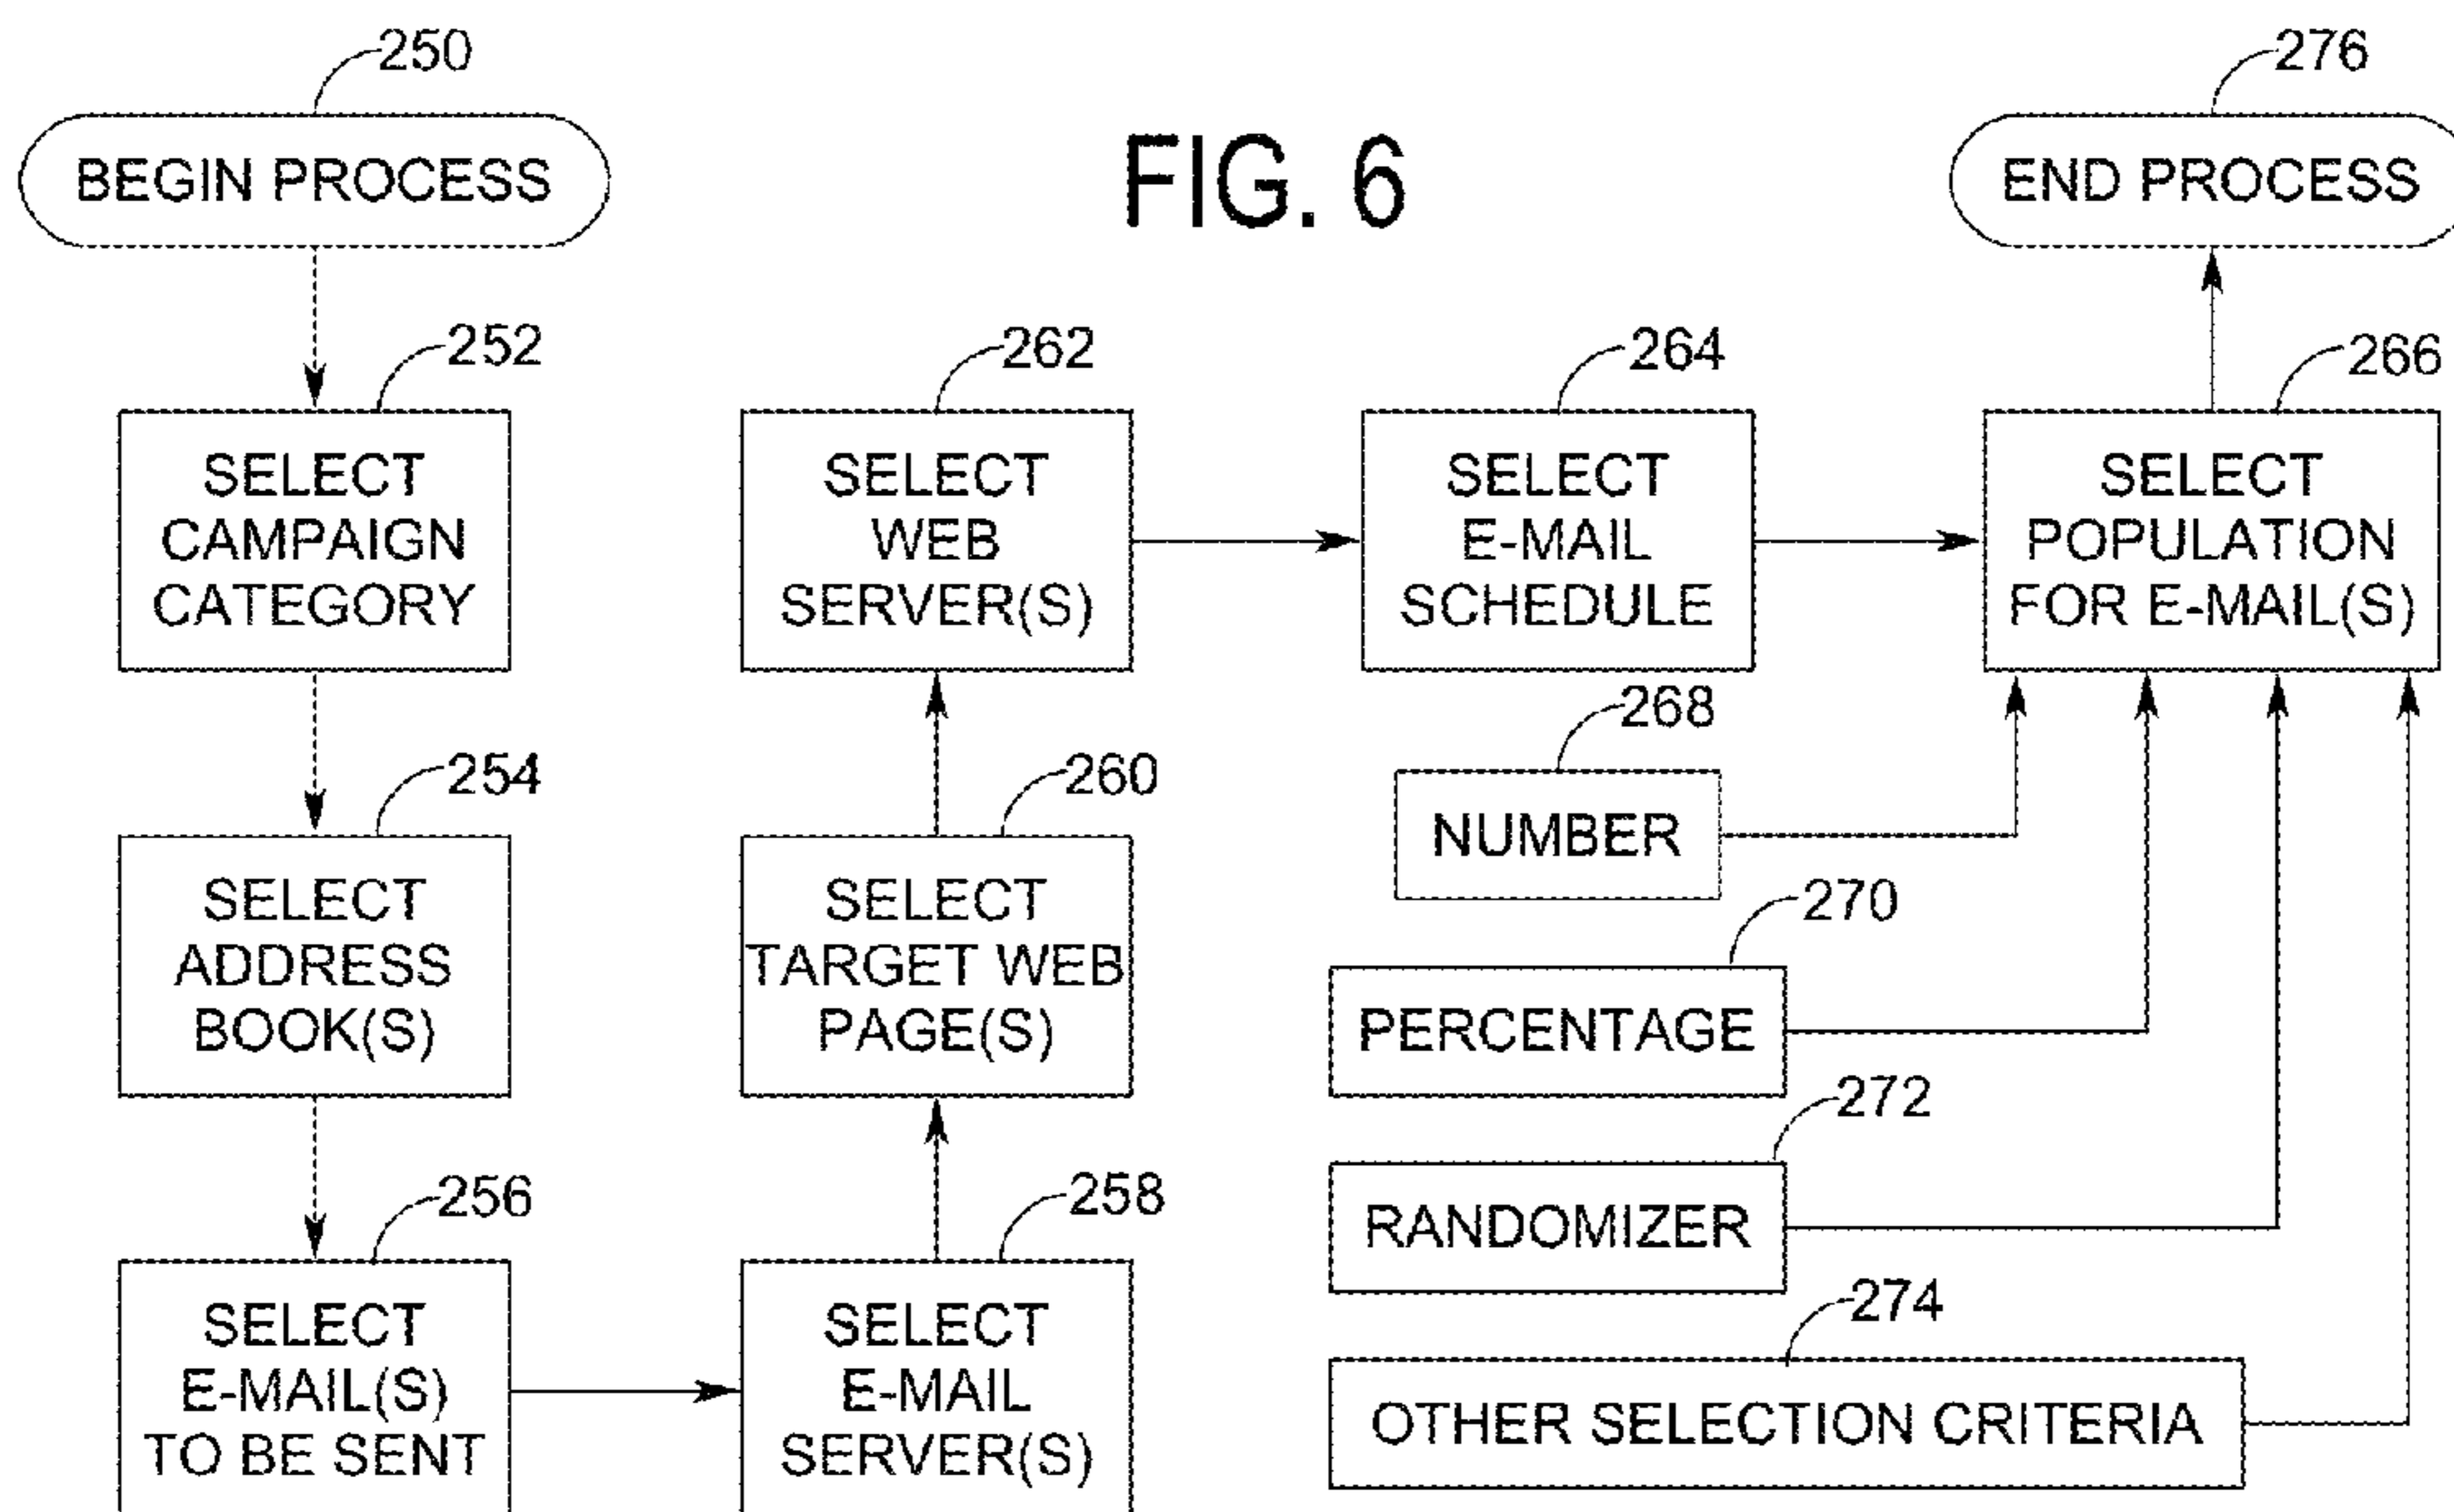 250
BEGIN PROCESS
FIG. 6
276
END PROCESS
252
SELECT
CAMPAIGN
CATEGORY
254
SELECT
ADDRESS
BOOK(S)
256
SELECT
E-MAIL(S)
TO BE SENT
258
SELECT
E-MAIL
SERVER(S)
260
SELECT
TARGET WEB
PAGE(S)
262
SELECT
WEB
SERVER(S)
264
SELECT
E-MAIL
SCHEDULE
266
SELECT
POPULATION
FOR E-MAIL(S)
268
NUMBER
270
PERCENTAGE
272
RANDOMIZER
274
OTHER SELECTION CRITERIA